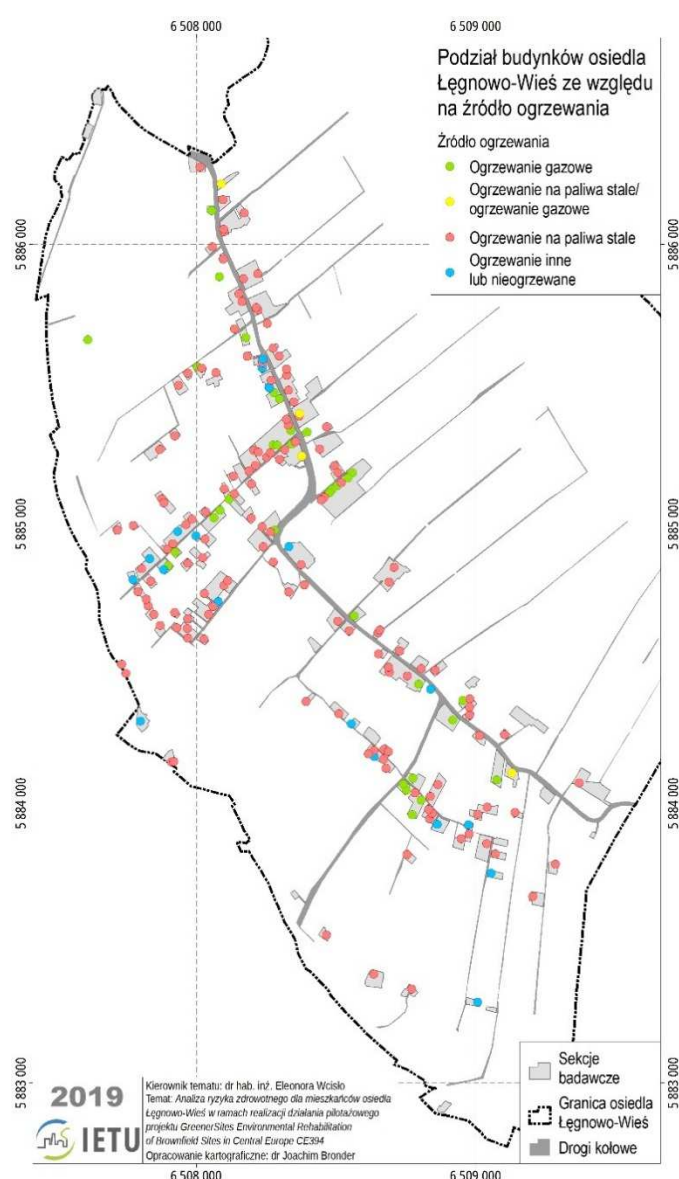 6 508 000
6 509 000
Podział budynków osiedla
Łęgnowo-Wieś ze względu
na źródło ogrzewania
Źródło ogrzewania
Ogrzewanie gazowe
Ogrzewanie na paliwa stałe/
ogrzewanie gazowe
Ogrzewanie na paliwa stałe
Ogrzewanie inne
lub nieogrzewane
5 886 000
5 886 000
5 885 000
5 885 000
5 884 000
5 884 000
5 883 000
5 883 000
Sekcje
badawcze
Granica osiedla
Łęgnowo-Wieś
Drogi kołowe
2019
IETU
Kierownik tematu: dr hab. inż. Eleonora Wcisło
Temat: Analiza ryzyka zdrowotnego dla mieszkańców osiedla
Łęgnowo-Wieś w ramach realizacji działania pilotażowego
projektu GreenerSites Environmental Rehabilitation
of Brownfield Sites in Central Europe CE394
Opracowanie kartograficzne: dr Joachim Bronder
6 508 000
6 509 000